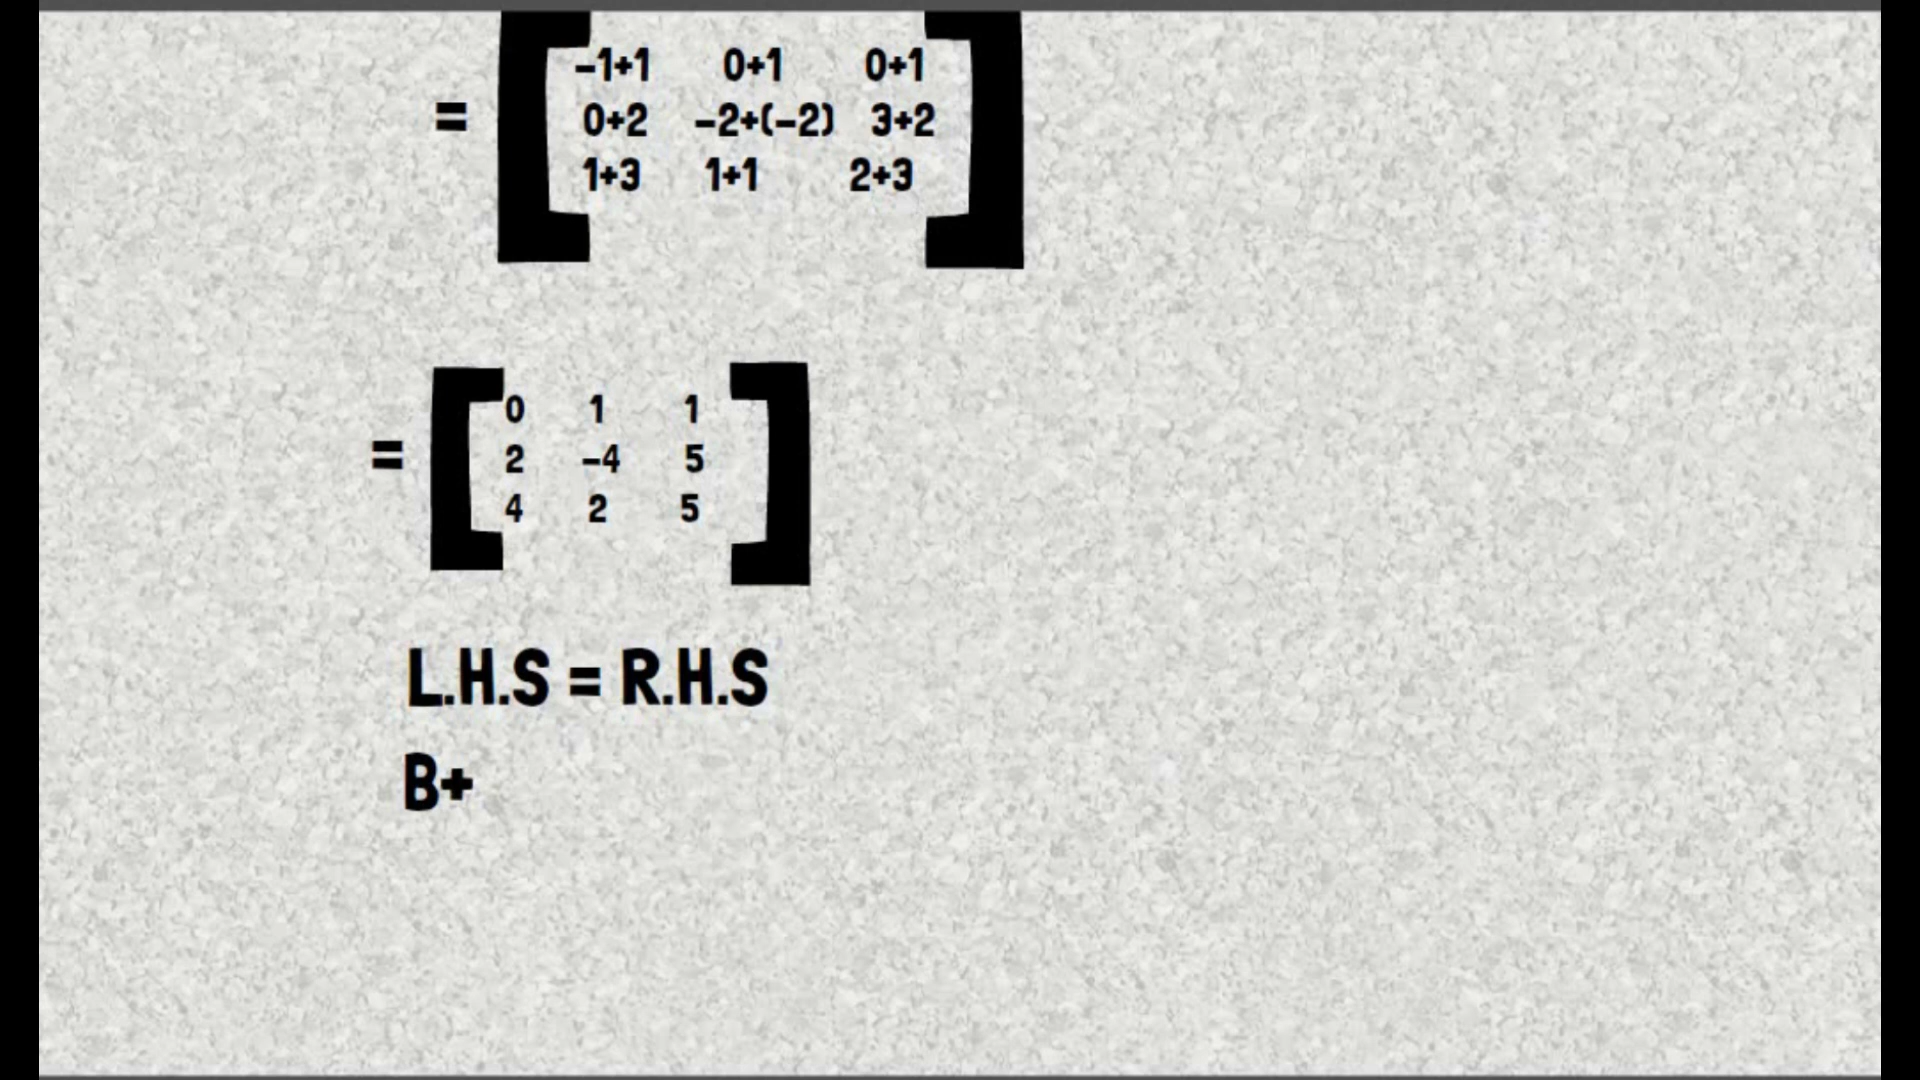 -1+1 0+1 0+1
= 0+2 -2+(-2) 3+2
1+3 1+1 2+3
0 1 1
= 2 -4 5
4 2 5
L.H.S = R.H.S
B+